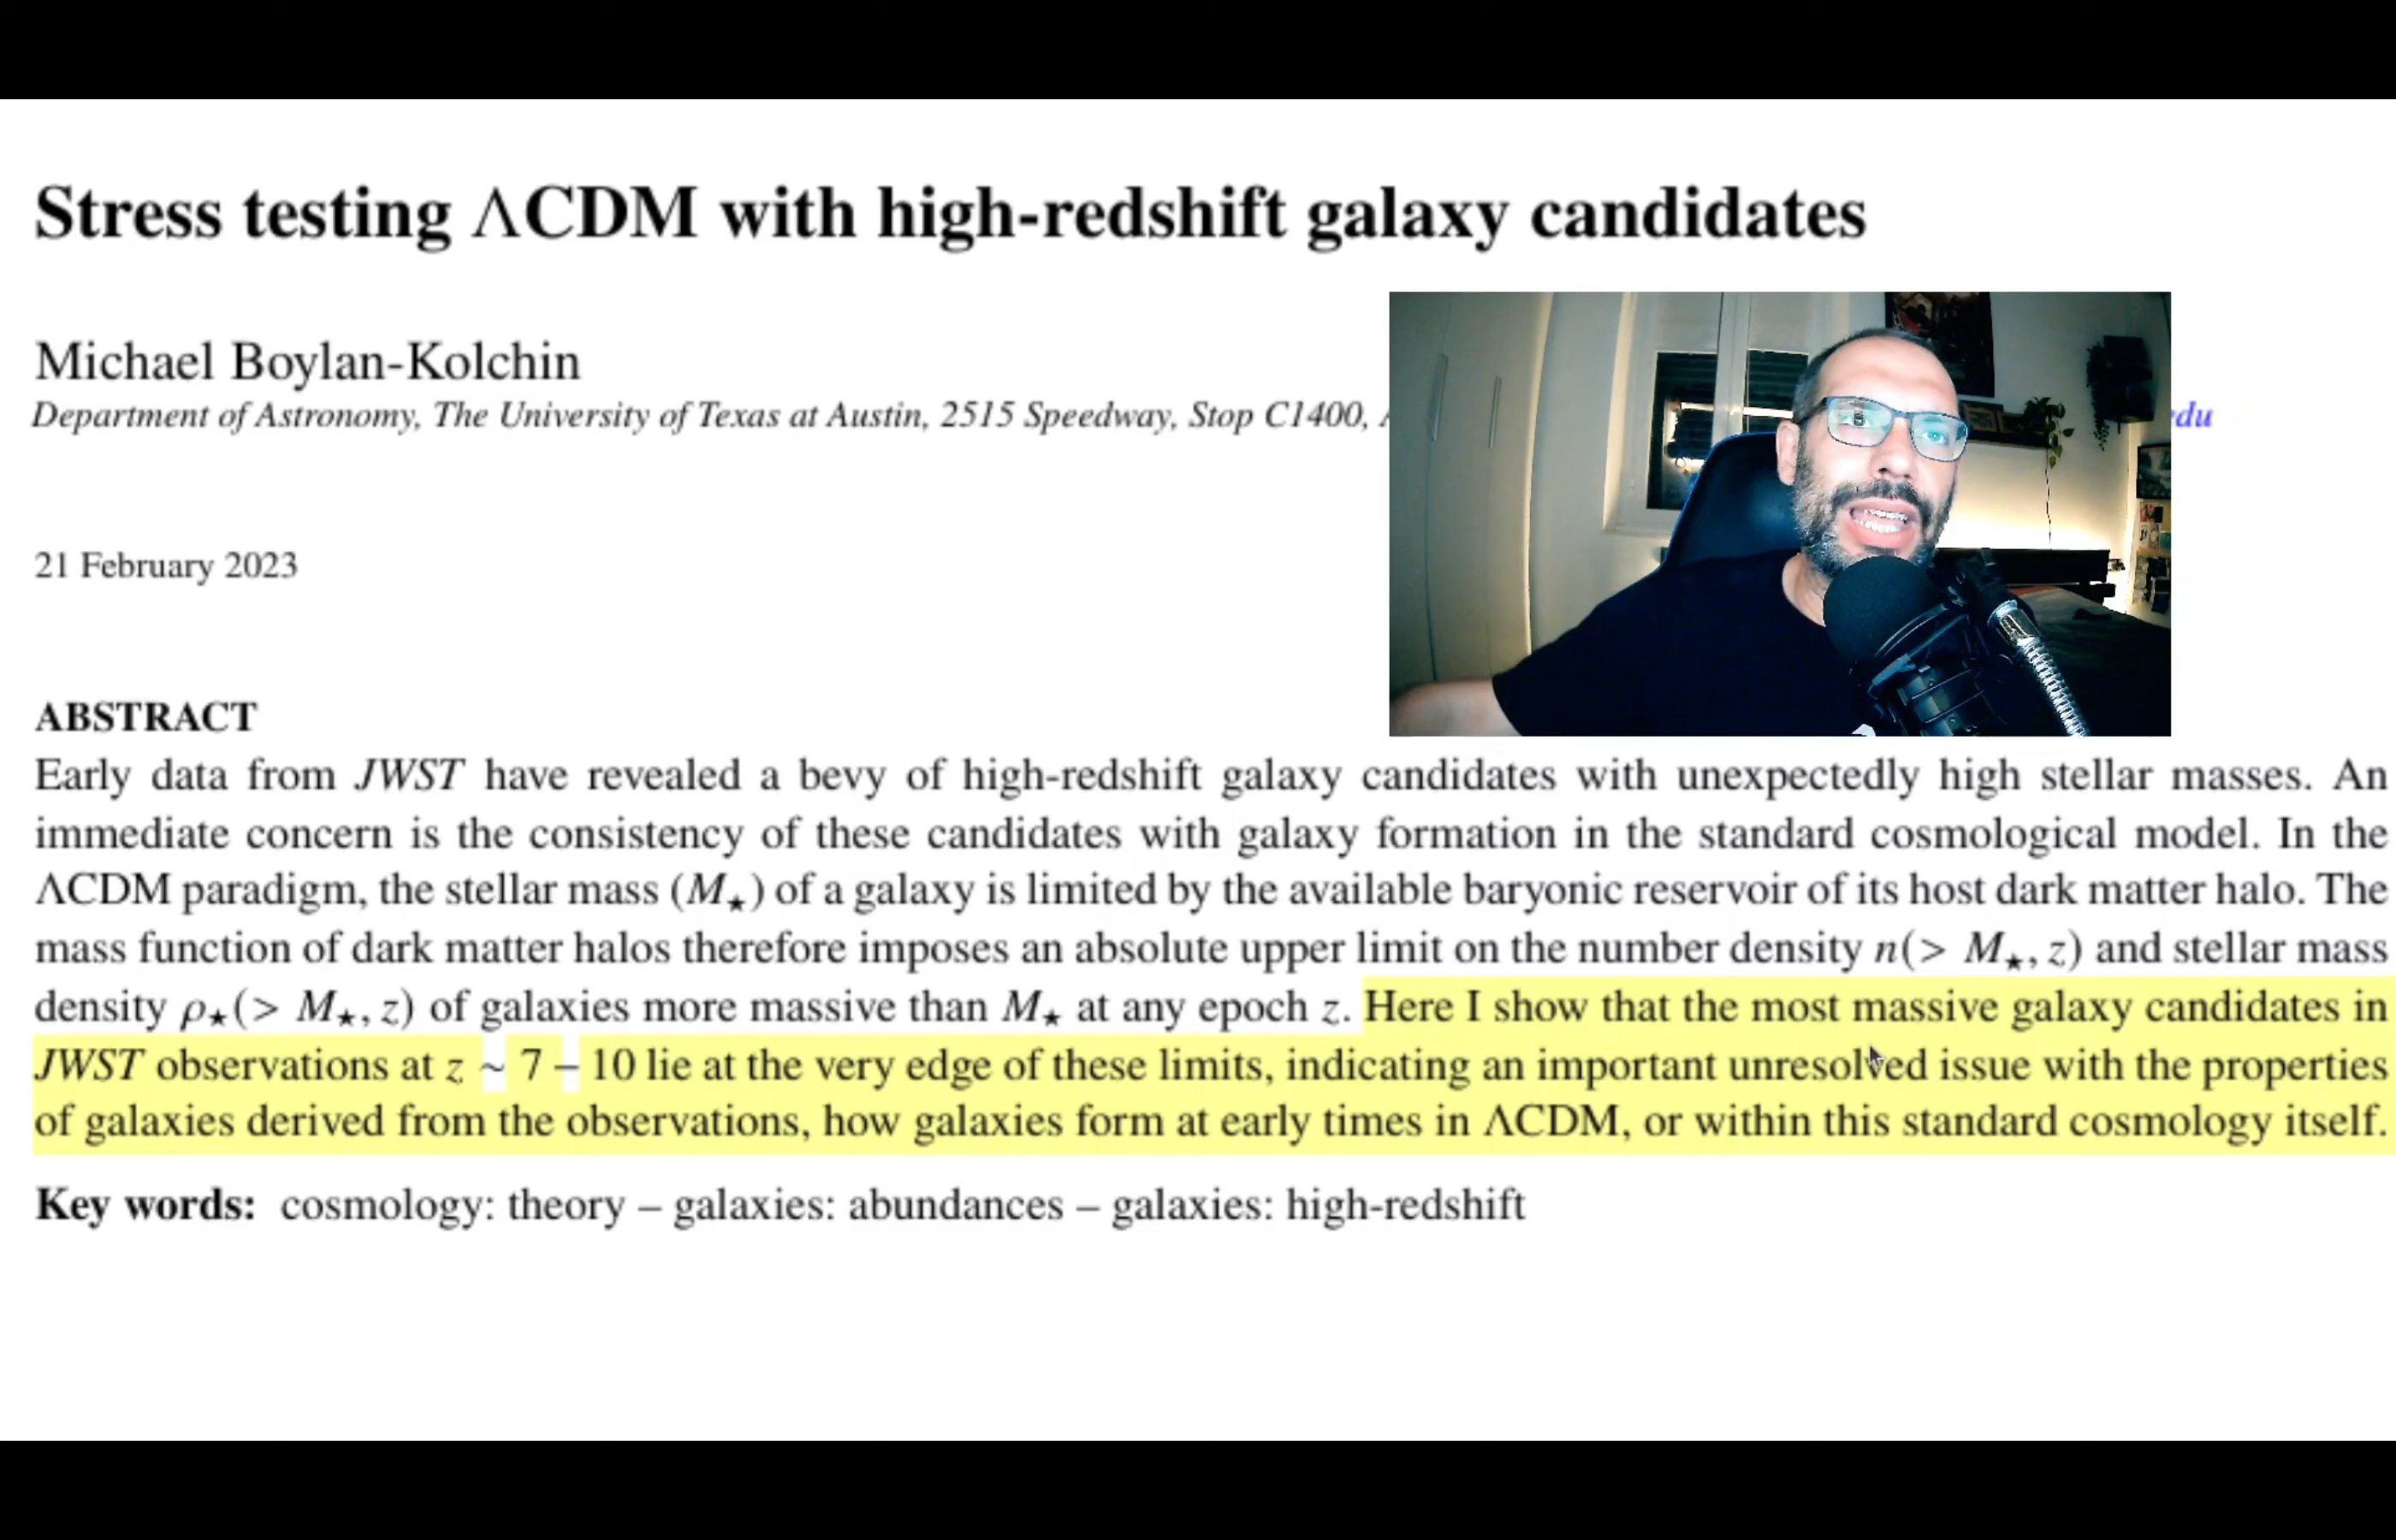 Stress testing ΛCDM with high-redshift galaxy candidates
Michael Boylan-Kolchin
Department of Astronomy, The University of Texas at Austin, 2515 Speedway, Stop C1400,
edu
21 February 2023
ABSTRACT
Early data from JWST have revealed a bevy of high-redshift galaxy candidates with unexpectedly high stellar masses. An
immediate concern is the consistency of these candidates with galaxy formation in the standard cosmological model. In the
ΛCDM paradigm, the stellar mass (M★) of a galaxy is limited by the available baryonic reservoir of its host dark matter halo. The
mass function of dark matter halos therefore imposes an absolute upper limit on the number density n(> M★, z) and stellar mass
density ρ★(> M★, z) of galaxies more massive than M★ at any epoch z. Here I show that the most massive galaxy candidates in
JWST observations at z ~ 7 – 10 lie at the very edge of these limits, indicating an important unresolved issue with the properties
of galaxies derived from the observations, how galaxies form at early times in ΛCDM, or within this standard cosmology itself.
Key words: cosmology: theory – galaxies: abundances – galaxies: high-redshift